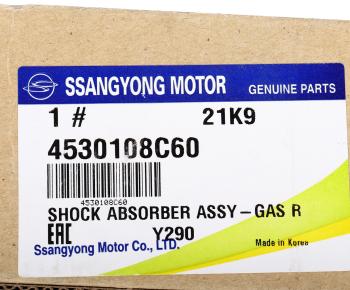 SSANGYONG MOTOR GENUINE PARTS
1 # 21K9
4530108C60
4530108C60
SHOCK ABSORBER ASSY-GAS R
EAC Y290
Ssangyong Motor Co., LTD. Made in Korea